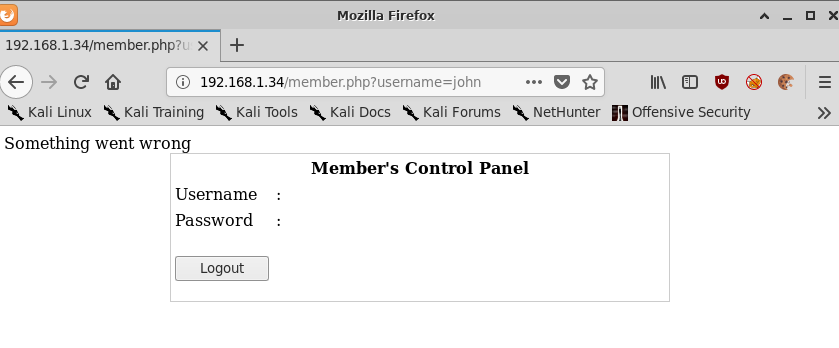 Mozilla Firefox
192.168.1.34/member.php?u
192.168.1.34/member.php?username=john
Kali Linux Kali Training Kali Tools Kali Docs Kali Forums NetHunter Offensive Security
Something went wrong
Member's Control Panel
Username :
Password :
Logout